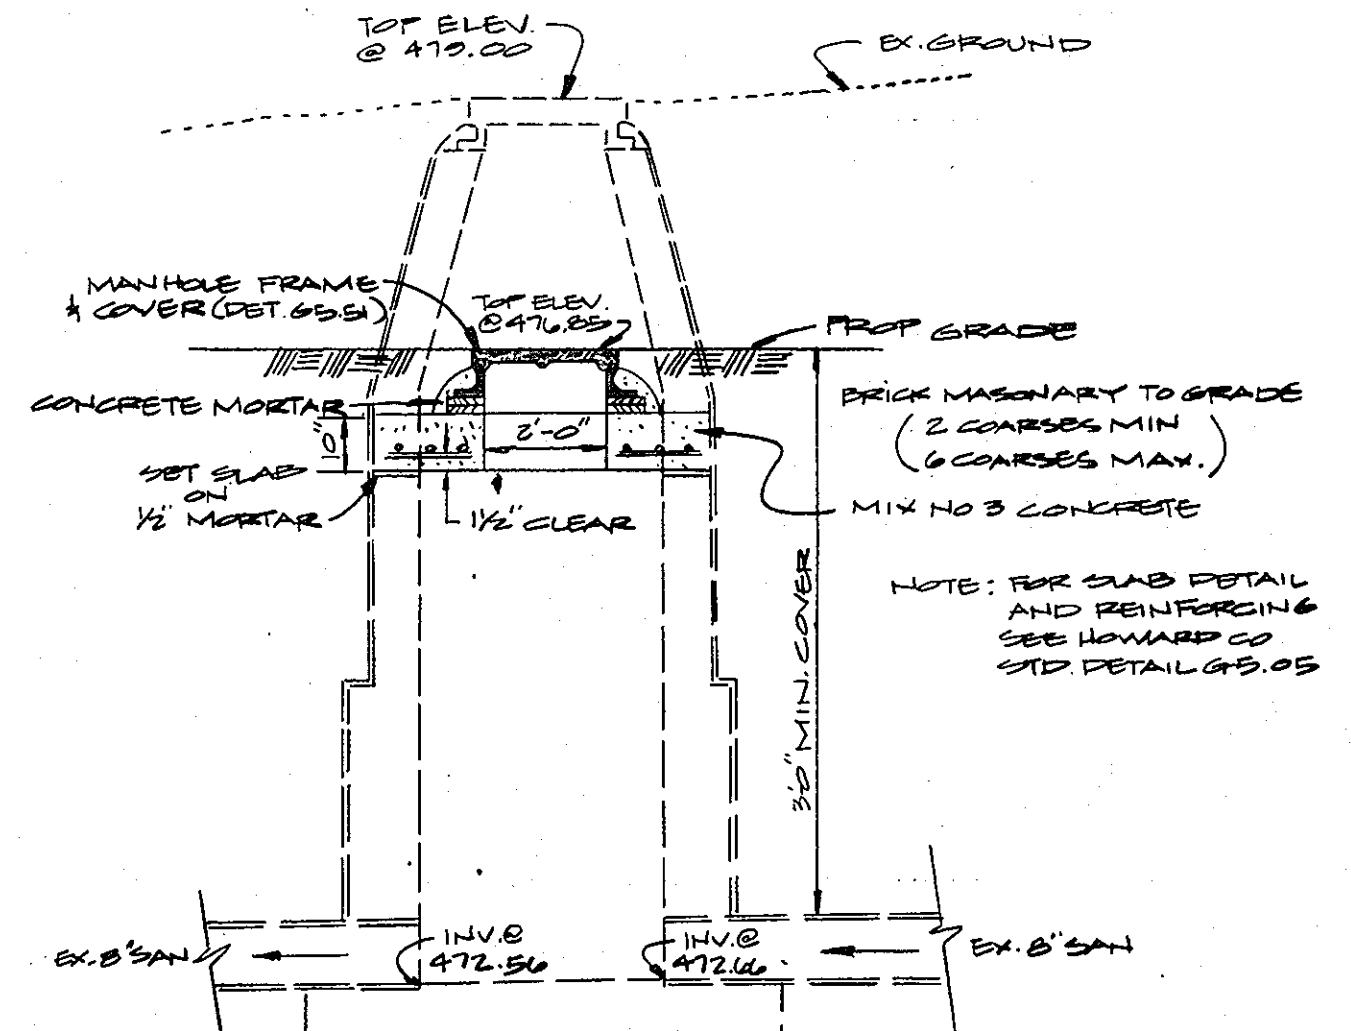 TOP ELEV.
@ 479.00
EX. GROUND
MANHOLE FRAME
& COVER (DET. G5.51)
TOP ELEV.
@ 476.85
PROP GRADE
CONCRETE MORTAR
BRICK MASONARY TO GRADE
( 2 COARSES MIN
6 COARSES MAX. )
10"
2'-0"
SET SLAB
ON
1½" MORTAR
1½" CLEAR
MIX NO 3 CONCRETE
3'0" MIN. COVER
NOTE: FOR SLAB DETAIL
AND REINFORCING
SEE HOWARD CO
STD. DETAIL G5.05
EX. 8" SAN
INV. @
472.56
INV. @
472.66
EX. 8" SAN